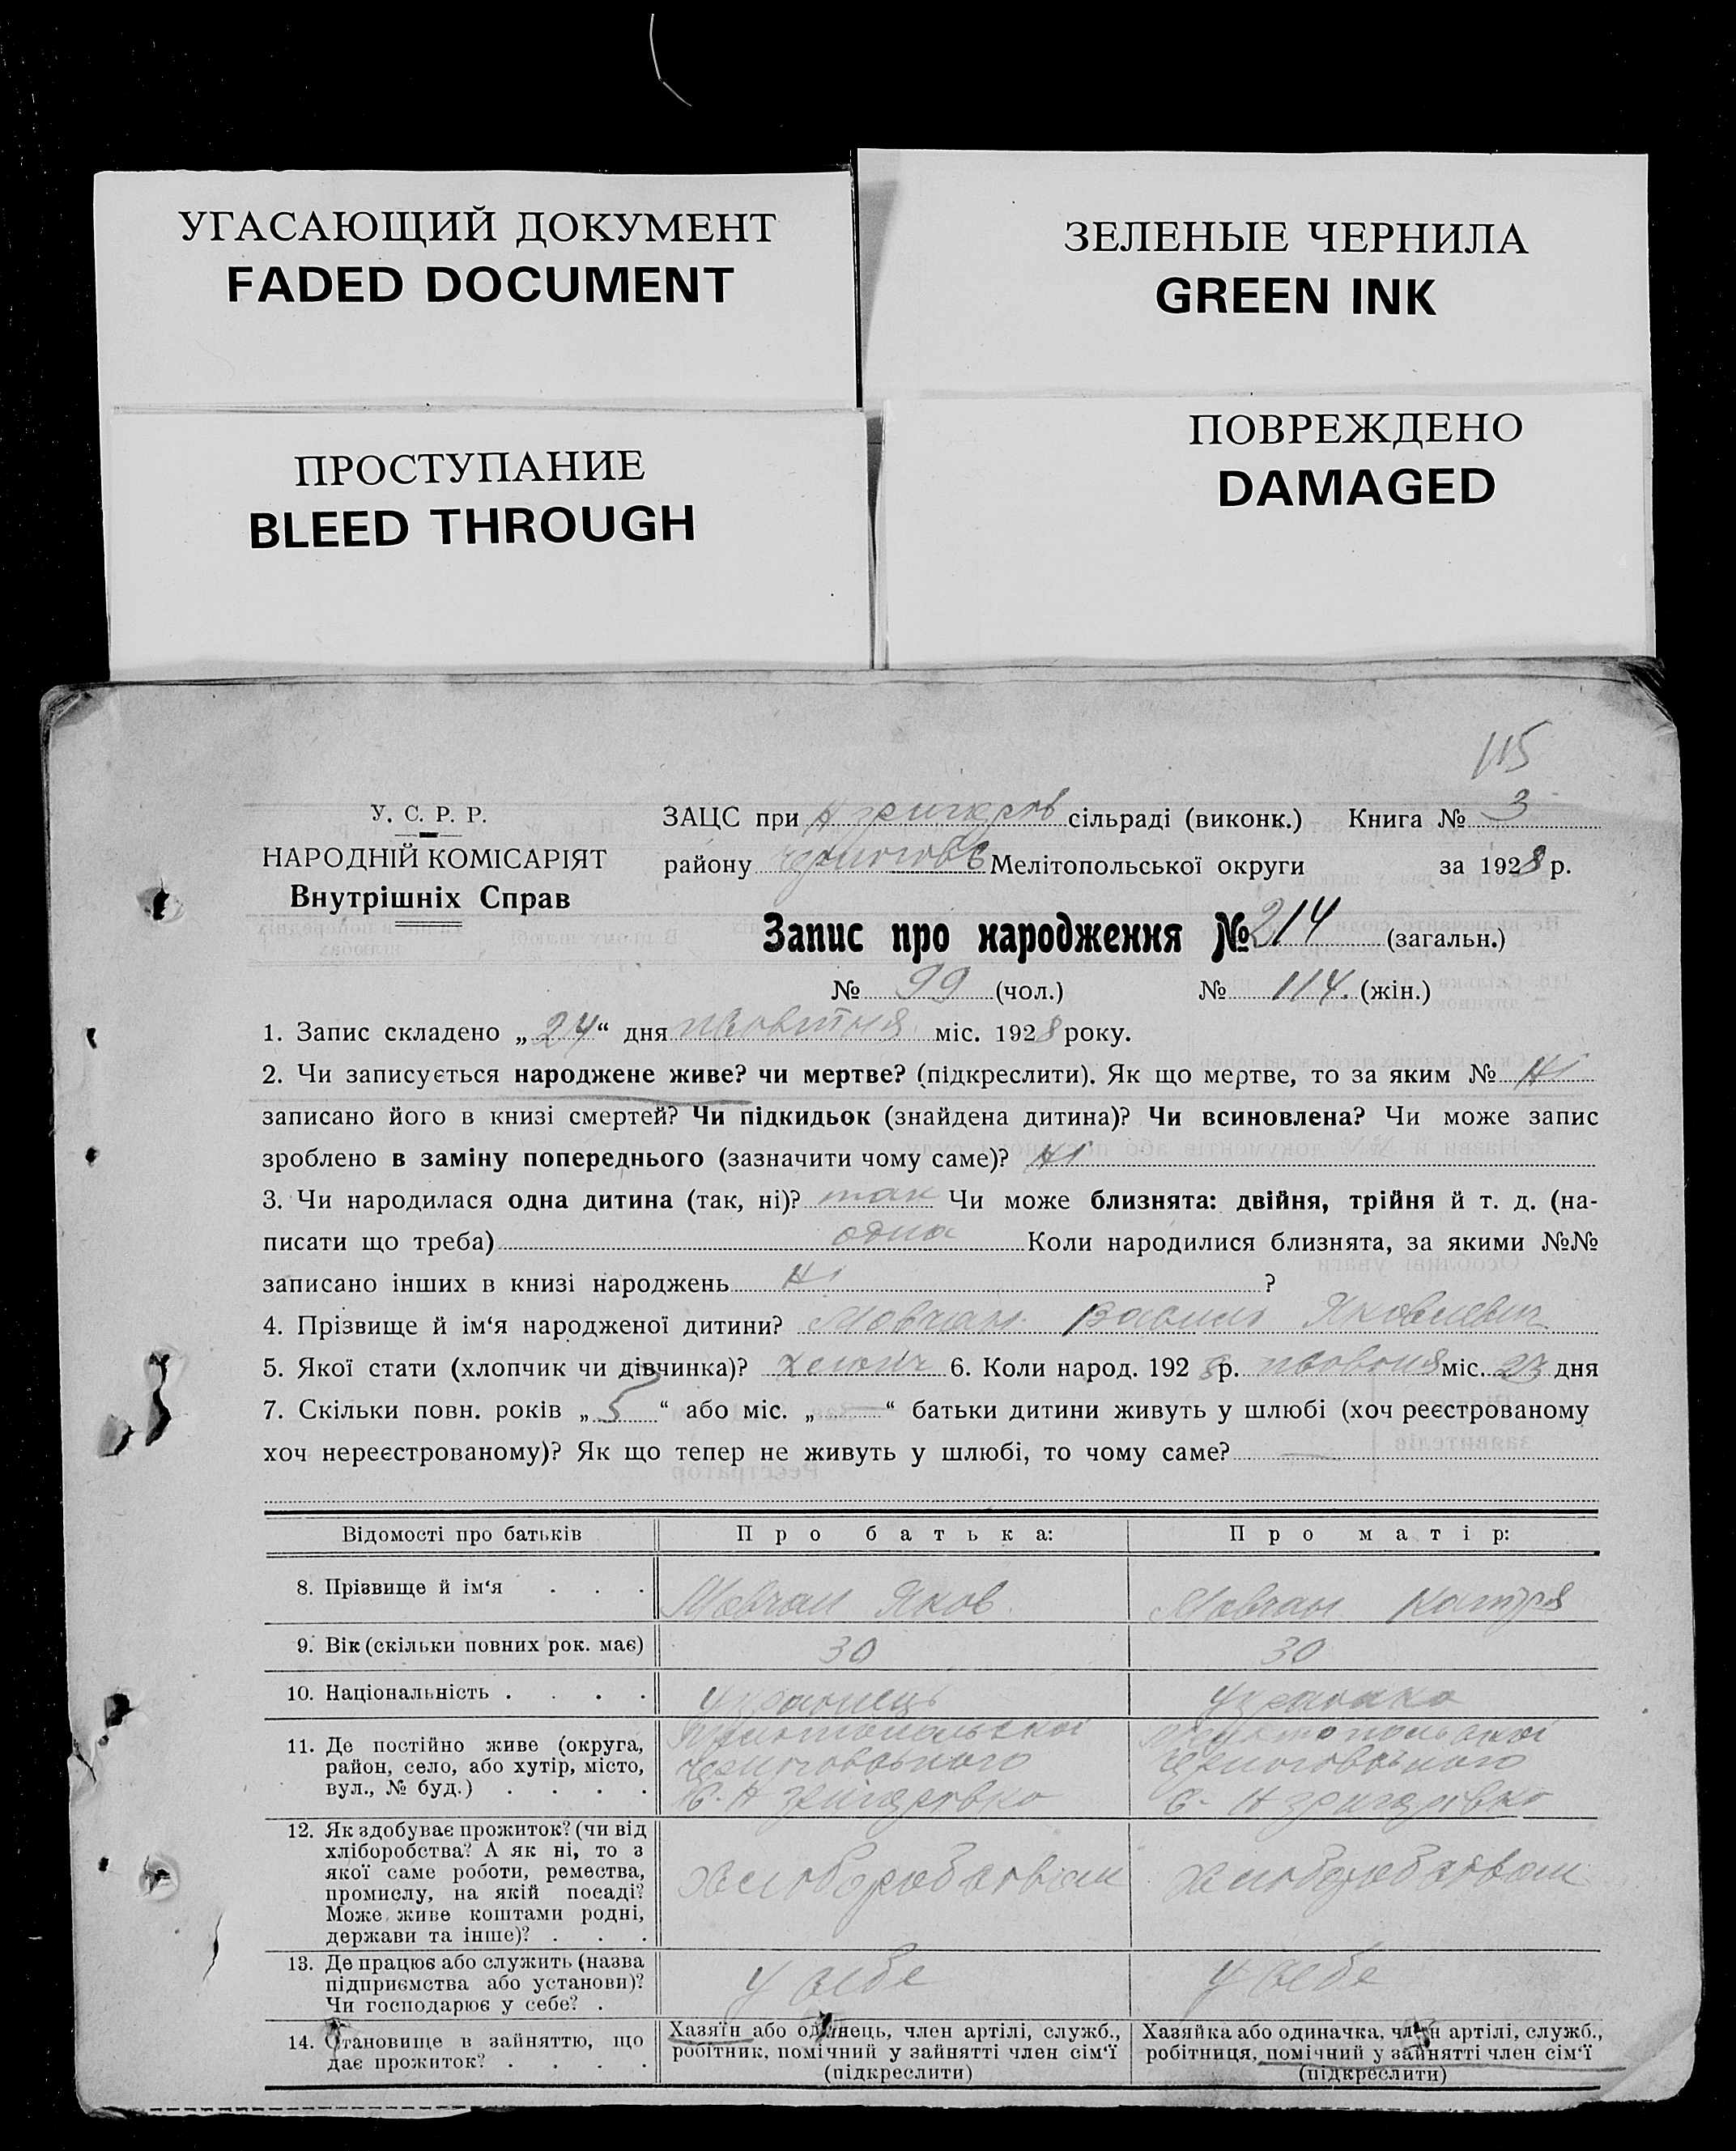 УГАСАЮЩИЙ ДОКУМЕНТ
FADED DOCUMENT
ЗЕЛЕНЫЕ ЧЕРНИЛА
GREEN INK
ПРОСТУПАНИЕ
BLEED THROUGH
ПОВРЕЖДЕНО
DAMAGED
115
У. С. Р. Р.
НАРОДНІЙ КОМІСАРІЯТ
Внутрішніх Справ
ЗАЦС при Н григоров сільраді (виконк.) Книга № 3
району Мелітопольської округи за 1928 р.
Запис про народження № 214 (загальн.)
№ 99 (чол.) № 114. (жін.)
1. Запис складено „24“ дня міс. 1928 року.
2. Чи записується народжене живе? чи мертве? (підкреслити). Як що мертве, то за яким № Ні
записано його в книзі смертей? Чи підкидьок (знайдена дитина)? Чи всиновлена? Чи може запис
зроблено в заміну попереднього (зазначити чому саме)? Ні
3. Чи народилася одна дитина (так, ні)? так Чи може близнята: двійня, трійня й т. д. (на-
писати що треба) одна Коли народилися близнята, за якими №№
записано інших в книзі народжень Ні ?
4. Прізвище й ім‘я народженої дитини? Мовчан Василь Яковлевич
5. Якої стати (хлопчик чи дівчинка)? 6. Коли народ. 1928 р. міс. 23 дня
7. Скільки повн. років „5“ або міс. „—“ батьки дитини живуть у шлюбі (хоч реєстрованому
хоч нереєстрованому)? Як що тепер не живуть у шлюбі, то чому саме? —
Відомості про батьків Про батька: Про матір:
8. Прізвище й ім‘я . . . Мовчан Яков Мовчан Катря
9. Вік (скільки повних рок. має) 30 30
10. Національність . . . . Украинець Украинка
11. Де постійно живе (округа,
район, село, або хутір, місто,
вул., № буд.) . . . .
12. Як здобуває прожиток? (чи від
хліборобства? А як ні, то з
якої саме роботи, ремества,
промислу, на якій посаді?
Може живе коштами родні,
держави та інше)? . . .
13. Де працює або служить (назва
підприємства або установи)?
Чи господарює у себе? .
У себе У себе
14. Становище в зайняттю, що
дає прожиток? . . . .
Хазяїн або одинець, член артілі, служб.,
робітник, помічний у зайнятті член сім‘ї
(підкреслити)
Хазяйка або одиначка, член артілі, служб.,
робітниця, помічний у зайнятті член сім‘ї
(підкреслити)